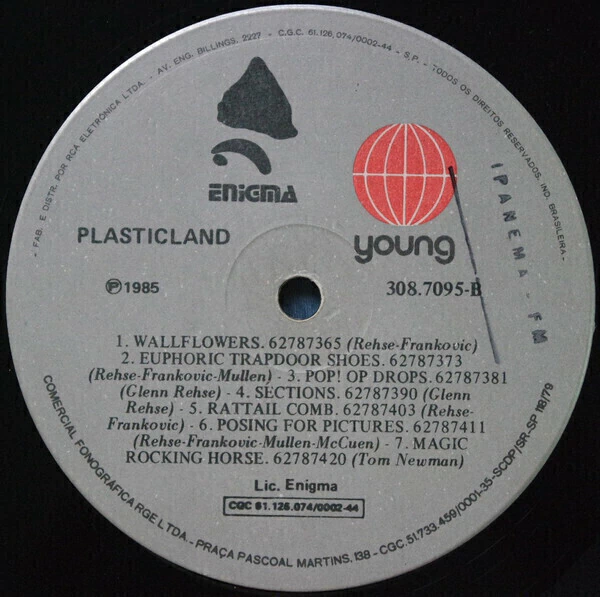 - FAB. E DISTR. POR RCA ELETRÔNICA LTDA. - AV. ENG. BILLINGS, 2227 - C.G.C. 61.126.074/0002-44 - S.P. - TODOS OS DIREITOS RESERVADOS. IND. BRASILEIRA -
ENIGMA
PLASTICLAND
young
IPANEMA - FM
℗1985
308.7095-B
1. WALLFLOWERS. 62787365 (Rehse-Frankovic)
2. EUPHORIC TRAPDOOR SHOES. 62787373
(Rehse-Frankovic-Mullen) - 3. POP! OP DROPS. 62787381
(Glenn Rehse) - 4. SECTIONS. 62787390 (Glenn
Rehse) - 5. RATTAIL COMB. 62787403 (Rehse-
Frankovic) - 6. POSING FOR PICTURES. 62787411
(Rehse-Frankovic-Mullen-McCuen) - 7. MAGIC
ROCKING HORSE. 62787420 (Tom Newman)
Lic. Enigma
CGC 61.126.074/0002-44
COMERCIAL FONOGRÁFICA RGE LTDA. - PRAÇA PASCOAL MARTINS, 138 - CGC. 51.733.459/0001-35 - SCDP/SR-SP 118/79